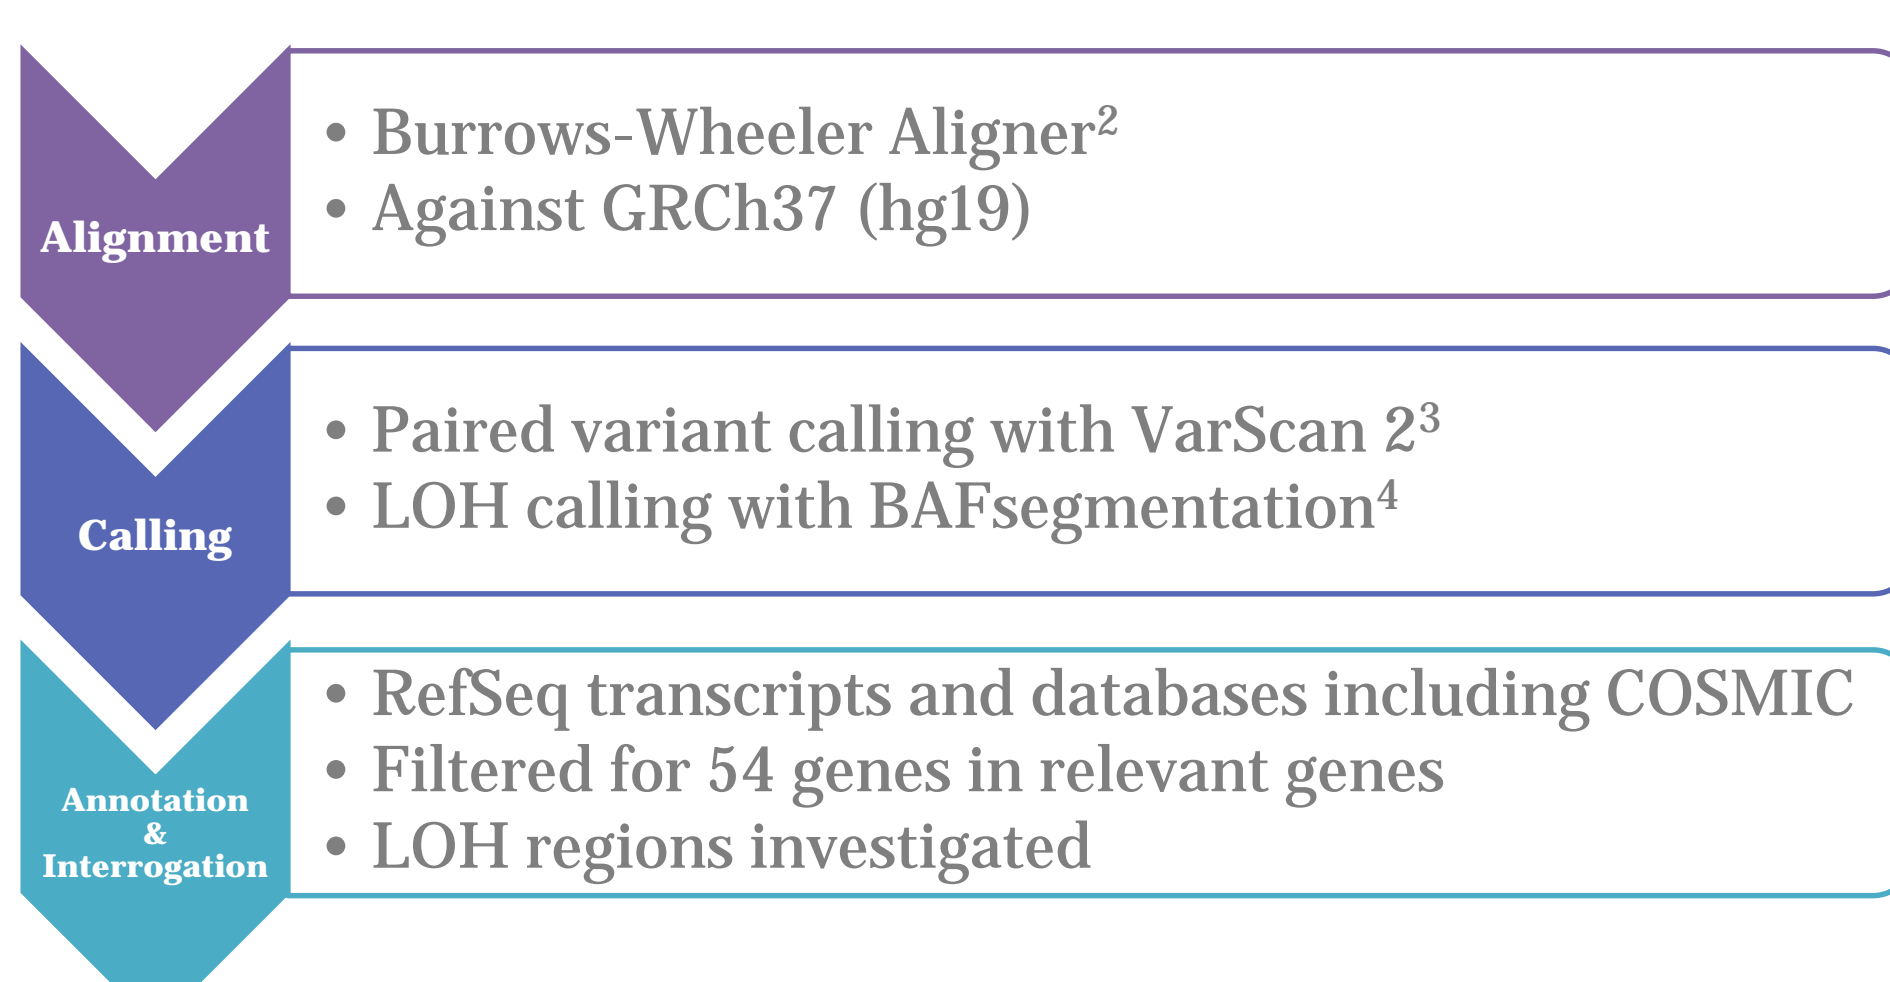 Alignment
• Burrows-Wheeler Aligner²
• Against GRCh37 (hg19)
Calling
• Paired variant calling with VarScan 2³
• LOH calling with BAFsegmentation⁴
Annotation
&
Interrogation
• RefSeq transcripts and databases including COSMIC
• Filtered for 54 genes in relevant genes
• LOH regions investigated